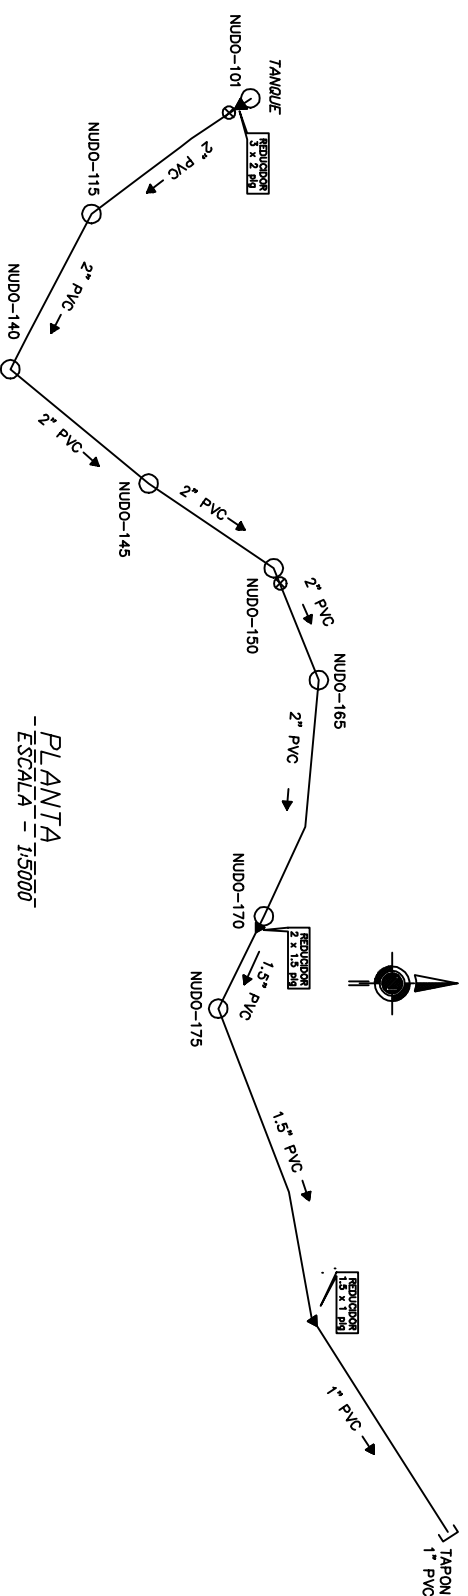 TANQUE
NUDO-101
REDUCIDOR
3 x 2 plg
2" PVC
NUDO-115
2" PVC
NUDO-140
2" PVC
NUDO-145
2" PVC
NUDO-150
2" PVC
NUDO-165
2" PVC
NUDO-170
REDUCIDOR
2 x 1.5 plg
1.5" PVC
NUDO-175
1.5" PVC
REDUCIDOR
1.5 x 1 plg
1" PVC
TAPON
1" PVC
PLANTA
ESCALA - 1:5000